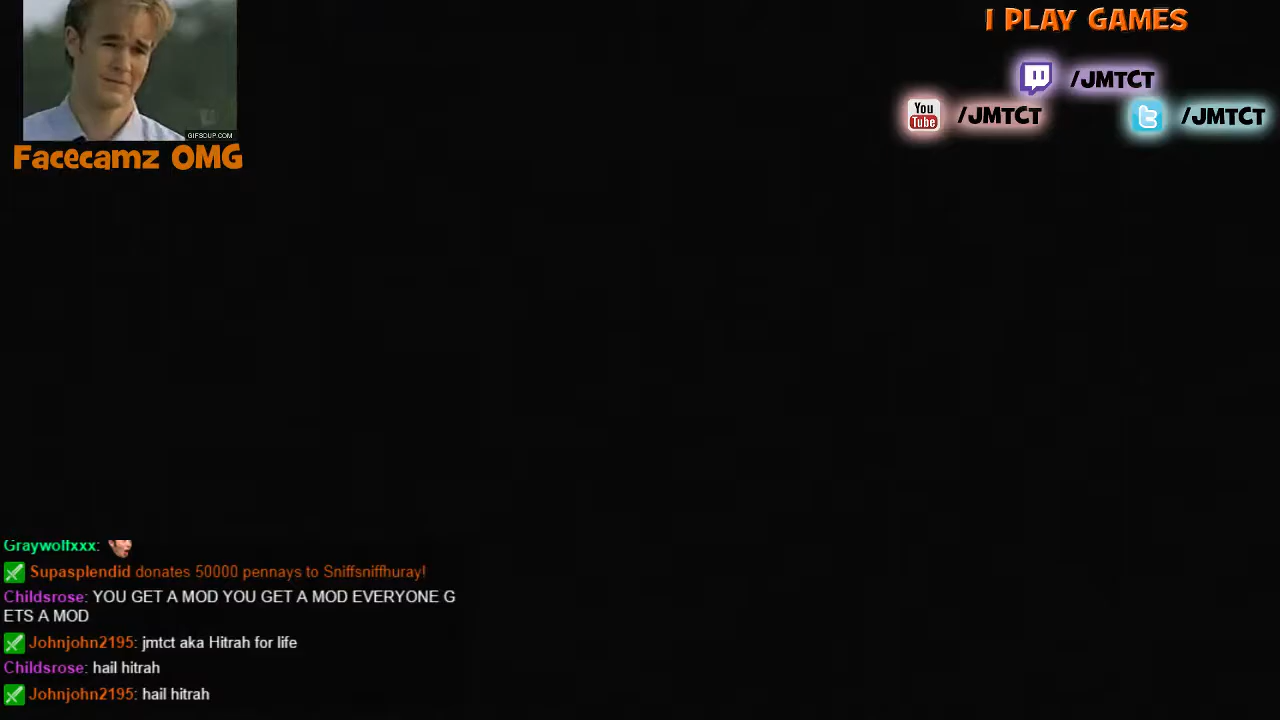 I PLAY GAMES
GIFSOUP.COM
Facecamz OMG
/JMTCT
You Tube /JMTCT
/JMTCT
Graywolfxxx:
Supasplendid donates 50000 pennays to Sniffsniffhuray!
Childsrose: YOU GET A MOD YOU GET A MOD EVERYONE G
ETS A MOD
Johnjohn2195: jmtct aka Hitrah for life
Childsrose: hail hitrah
Johnjohn2195: hail hitrah